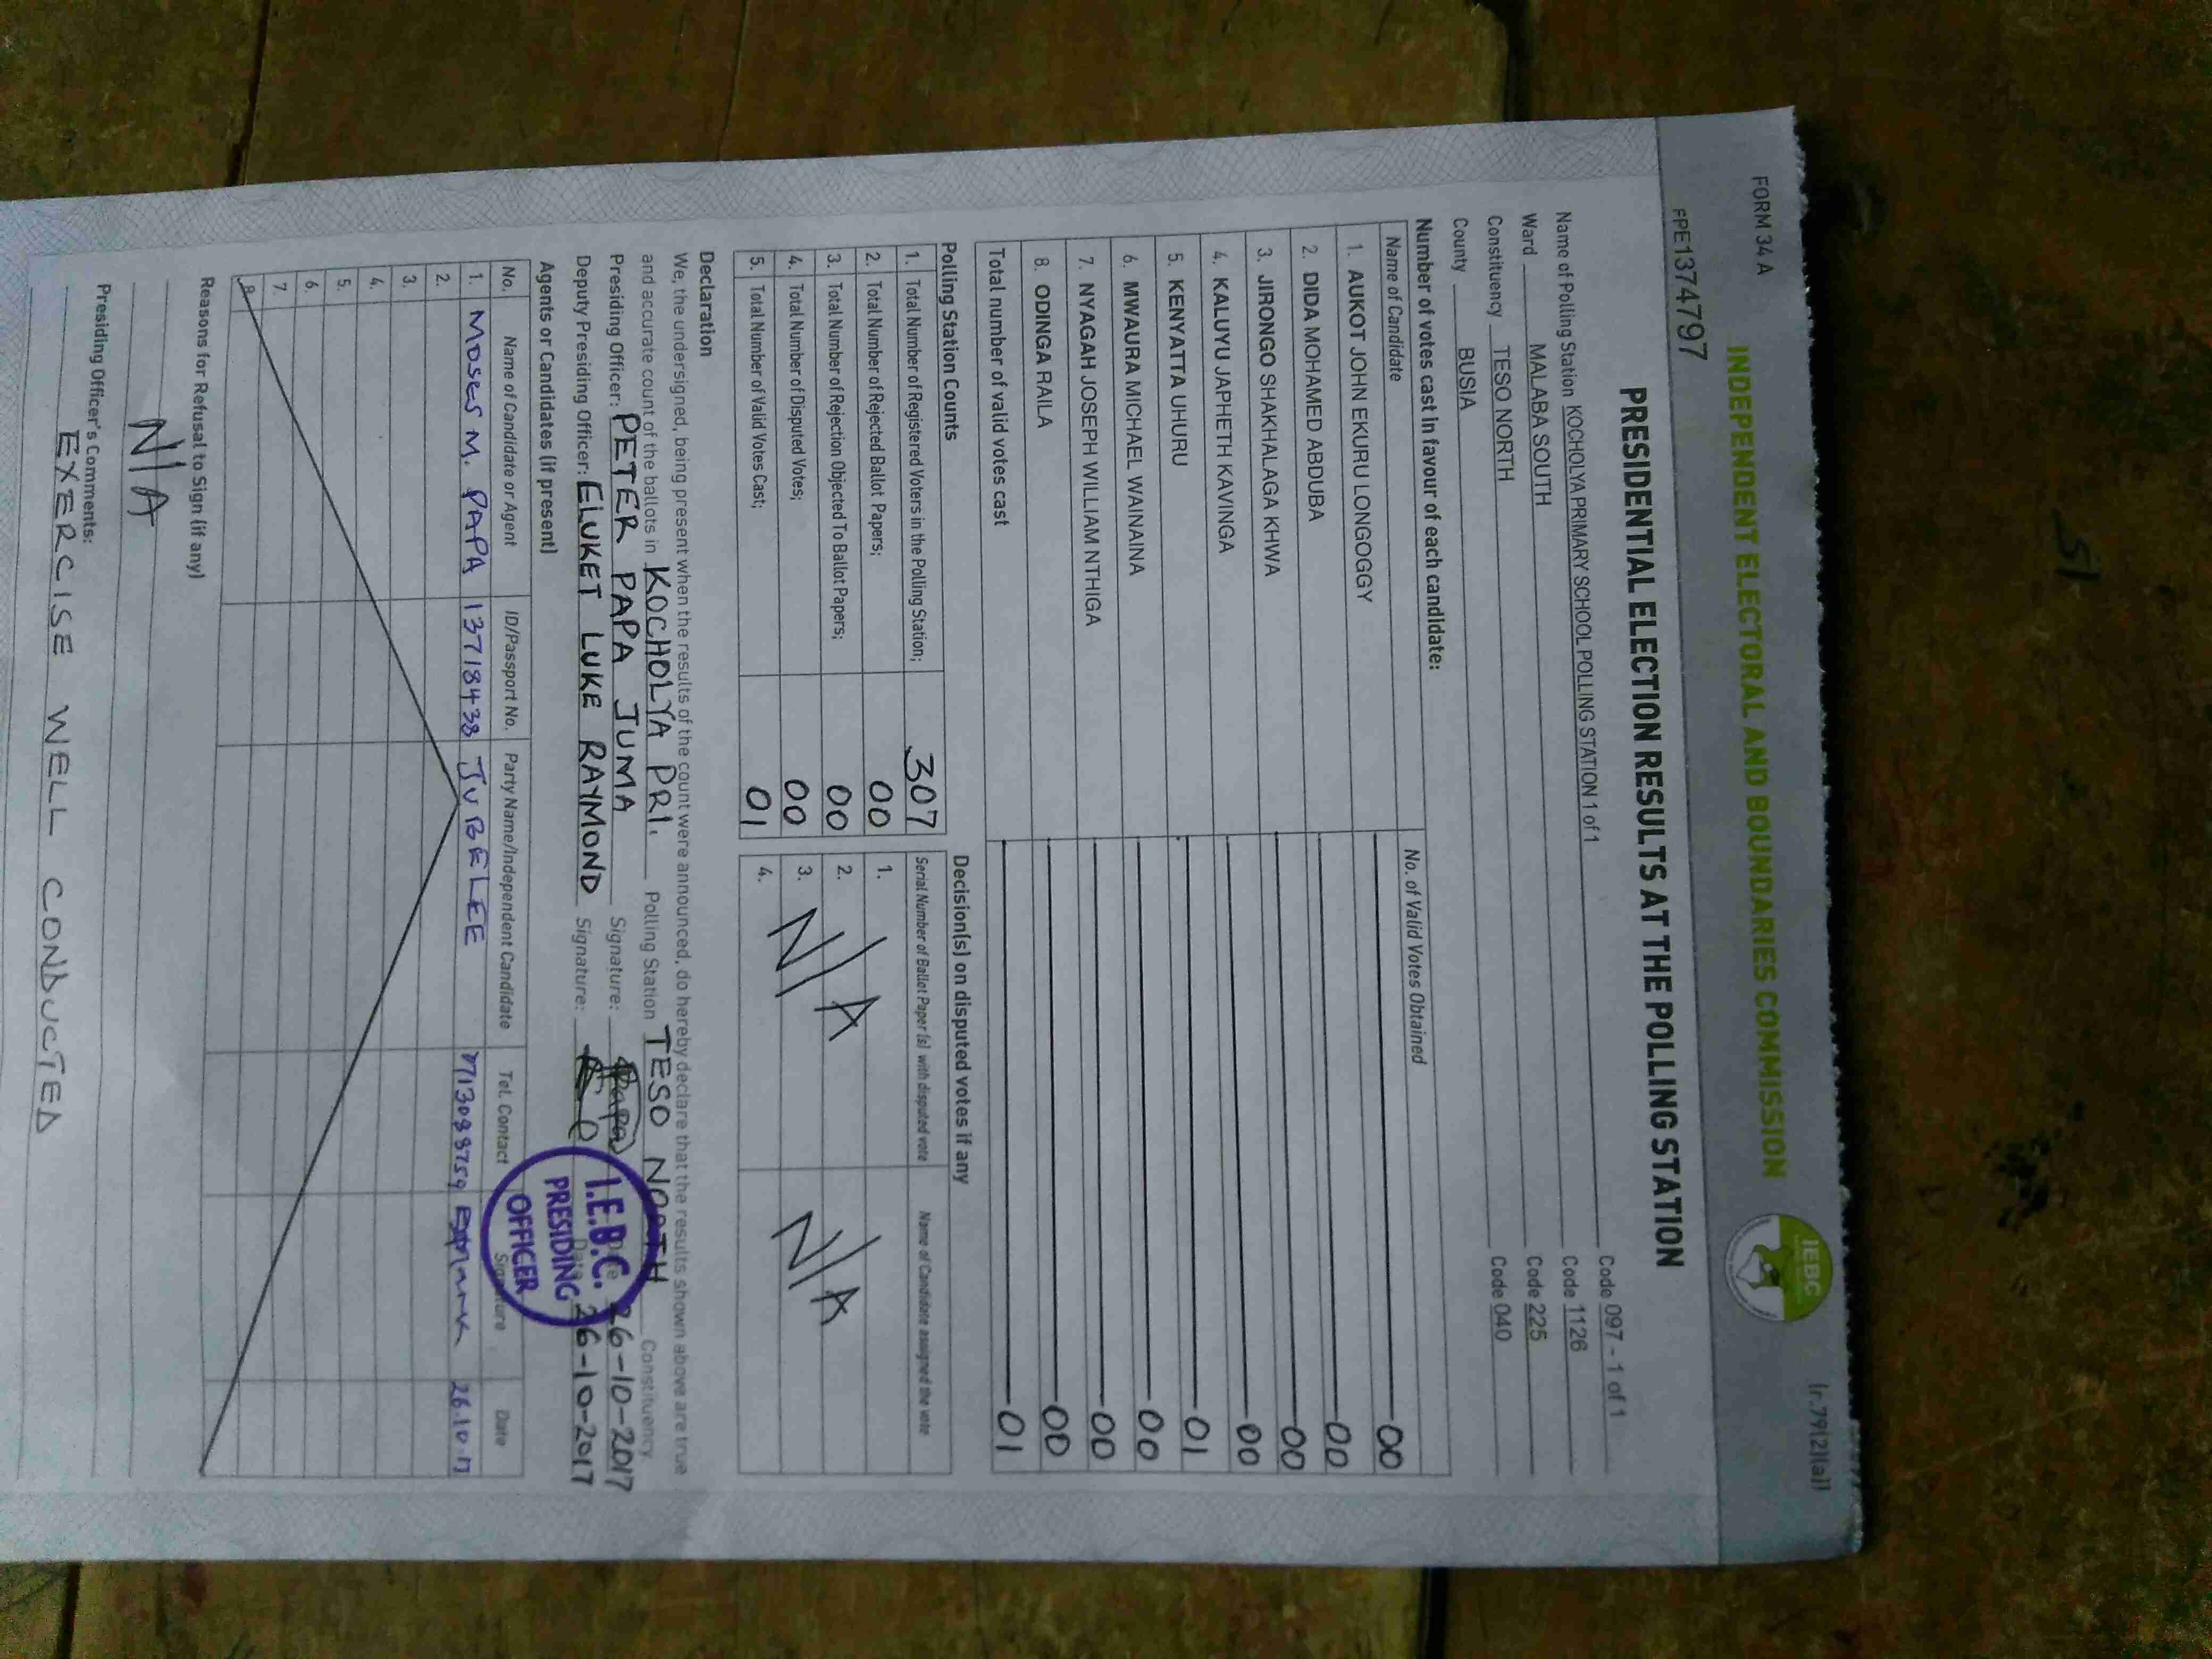 FORM 34 A
(r.79(2)(a))
INDEPENDENT ELECTORAL AND BOUNDARIES COMMISSION
IEBC
FPE1374797
PRESIDENTIAL ELECTION RESULTS AT THE POLLING STATION
Name of Polling Station KOCHOLYA PRIMARY SCHOOL POLLING STATION 1 of 1 Code 097 - 1 of 1
Ward MALABA SOUTH Code 1126
Constituency TESO NORTH Code 225
County BUSIA Code 040
Number of votes cast in favour of each candidate:
Name of Candidate No. of Valid Votes Obtained
1. AUKOT JOHN EKURU LONGOGGY 00
2. DIDA MOHAMED ABDUBA 00
3. JIRONGO SHAKHALAGA KHWA 00
4. KALUYU JAPHETH KAVINGA 00
5. KENYATTA UHURU 01
6. MWAURA MICHAEL WAINAINA 00
7. NYAGAH JOSEPH WILLIAM NTHIGA 00
8. ODINGA RAILA 00
Total number of valid votes cast 01
Polling Station Counts
1. Total Number of Registered Voters in the Polling Station; 307
2. Total Number of Rejected Ballot Papers; 00
3. Total Number of Rejection Objected To Ballot Papers; 00
4. Total Number of Disputed Votes; 00
5. Total Number of Valid Votes Cast; 01
Decision(s) on disputed votes if any
Serial Number of Ballot Paper (s) with disputed vote Name of Candidate assigned the vote
1.
2.
3.
4.
N/A N/A
Declaration
We, the undersigned, being present when the results of the count were announced, do hereby declare that the results shown above are true
and accurate count of the ballots in KOCHOLYA PRI. Polling Station TESO NORTH Constituency
Presiding Officer: PETER PAPA JUMA Signature: Papa Date 26-10-2017
Deputy Presiding Officer: ELUKET LUKE RAYMOND Signature: Date 26-10-2017
I.E.B.C.
PRESIDING
OFFICER
Agents or Candidates (if present)
No. Name of Candidate or Agent ID/Passport No. Party Name/Independent Candidate Tel. Contact Signature Date
1. MOSES M. PAPA 13718438 JUBELEE 26.10.17
2.
3.
4.
5.
6.
7.
8.
Reasons for Refusal to Sign (if any)
N/A
Presiding Officer's Comments:
EXERCISE WELL CONDUCTED